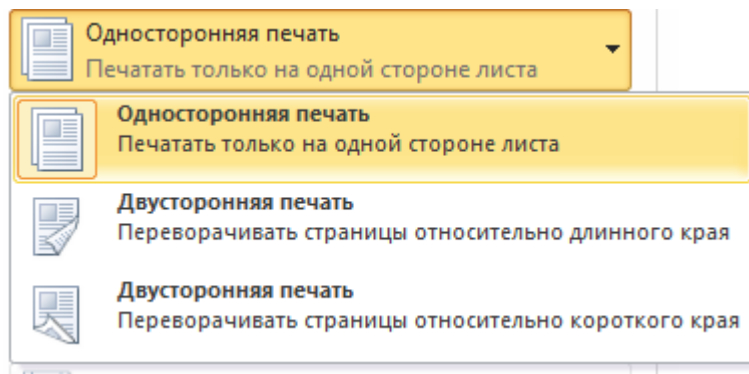 Односторонняя печать
Печатать только на одной стороне листа
Односторонняя печать
Печатать только на одной стороне листа
Двусторонняя печать
Переворачивать страницы относительно длинного края
Двусторонняя печать
Переворачивать страницы относительно короткого края